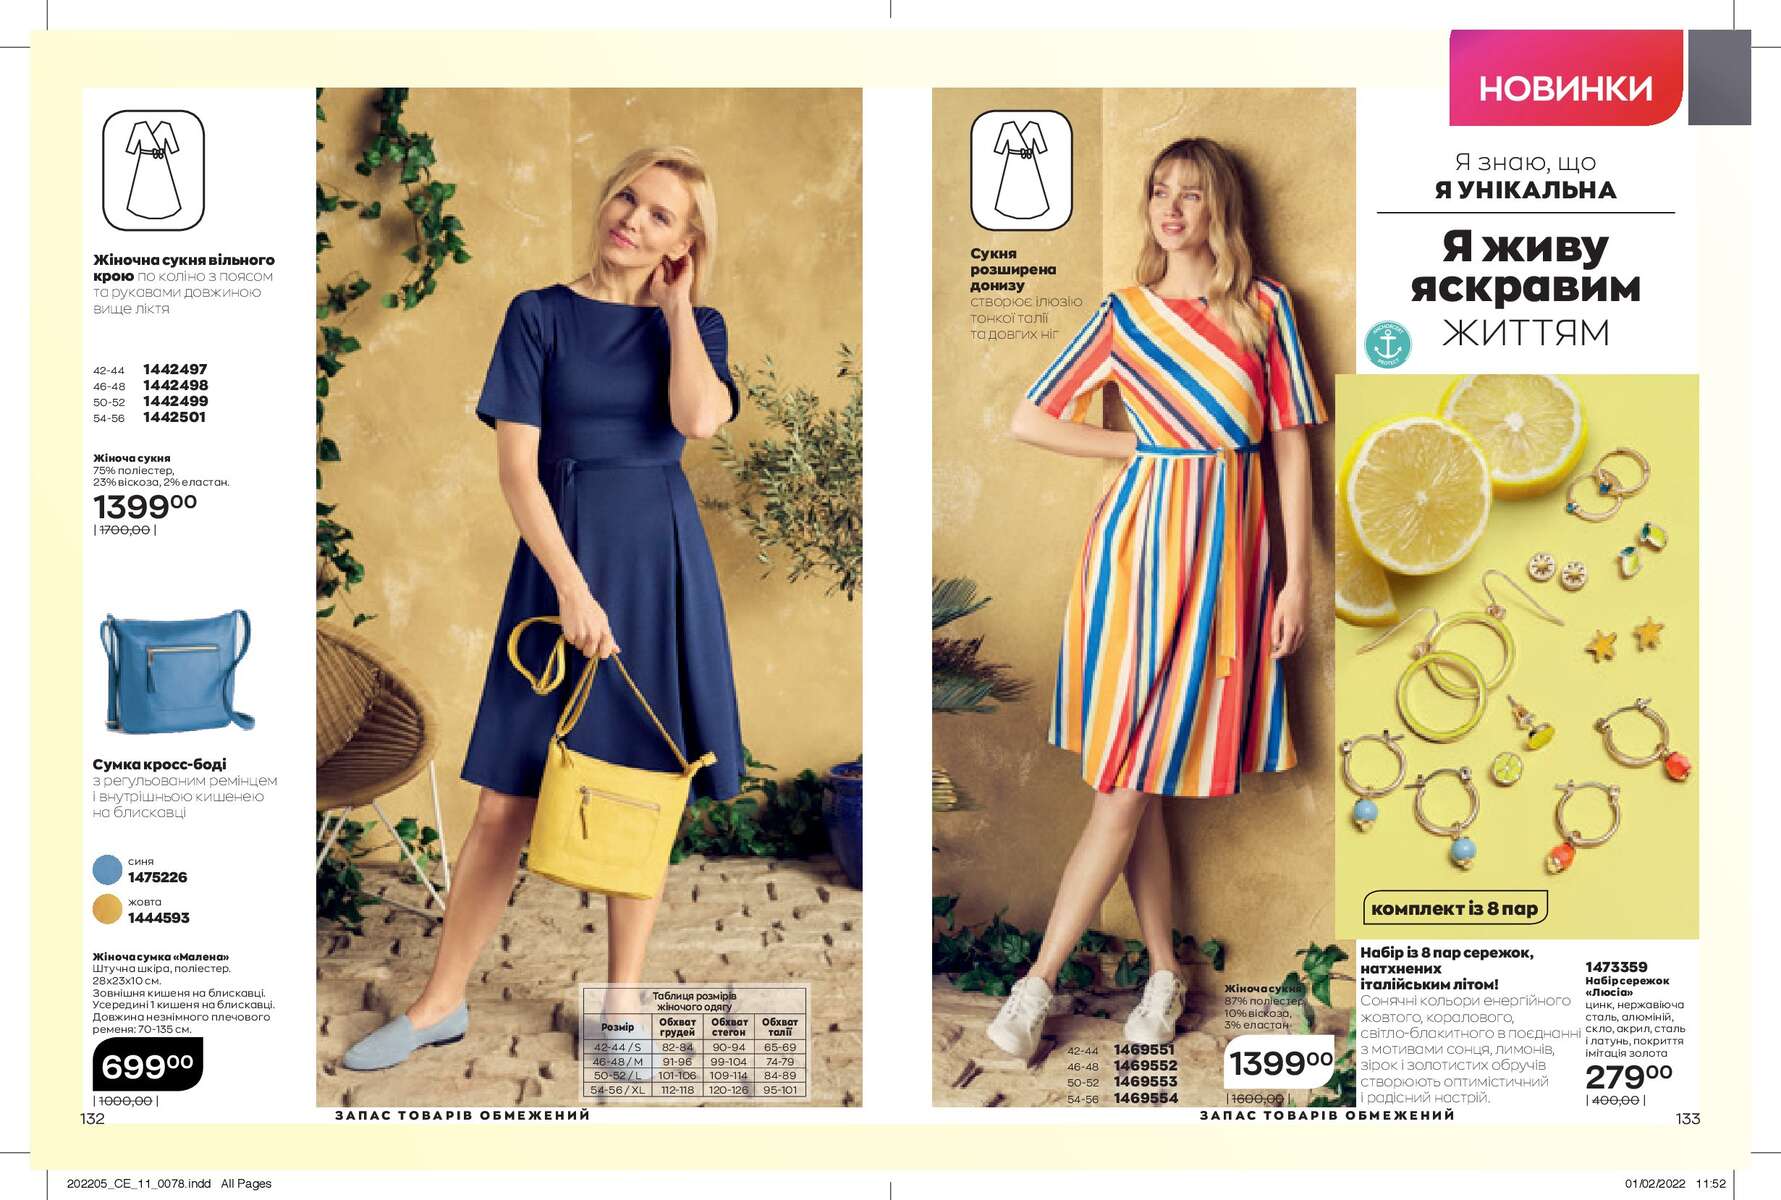 Жіночна сукня вільного
крою по коліно з поясом
та рукавами довжиною
вище ліктя
42-44 1442497
46-48 1442498
50-52 1442499
54-56 1442501
Жіноча сукня
75% поліестер,
23% віскоза, 2% еластан.
1399⁰⁰
| 1700,00 |
Сумка кросс-боді
з регульованим ремінцем
і внутрішньою кишенею
на блискавці
синя
1475226
жовта
1444593
Жіноча сумка «Малена»
Штучна шкіра, поліестер.
28х23х10 см.
Зовнішня кишеня на блискавці.
Усередині 1 кишеня на блискавці.
Довжина незнімного плечового
ременя: 70-135 см.
699⁰⁰
| 1000,00 |
132
Таблиця розмірів
жіночого одягу
Розмір Обхват грудей Обхват стегон Обхват талії
42-44 / S 82-84 90-94 65-69
46-48 / M 91-96 99-104 74-79
50-52 / L 101-106 109-114 84-89
54-56 / XL 112-118 120-126 95-101
ЗАПАС ТОВАРІВ ОБМЕЖЕНИЙ
НОВИНКИ
Я знаю, що
Я УНІКАЛЬНА
Я живу
яскравим
життям
Сукня
розширена
донизу
створює ілюзію
тонкої талії
та довгих ніг
PROTECT
Жіноча сукня
87% поліестер,
10% віскоза,
3% еластан
42-44 1469551
46-48 1469552
50-52 1469553
54-56 1469554
1399⁰⁰
| 1600,00 |
комплект із 8 пар
Набір із 8 пар сережок,
натхнених
італійським літом!
Сонячні кольори енергійного
жовтого, коралового,
світло-блакитного в поєднанні
з мотивами сонця, лимонів,
зірок і золотистих обручів
створюють оптимістичний
і радісний настрій.
1473359
Набір сережок
«Люсіа»
цинк, нержавіюча
сталь, алюміній,
скло, акрил, сталь
і латунь, покриття
імітація золота
279⁰⁰
| 400,00 |
ЗАПАС ТОВАРІВ ОБМЕЖЕНИЙ
133
202205_CE_11_0078.indd All Pages
01/02/2022 11:52